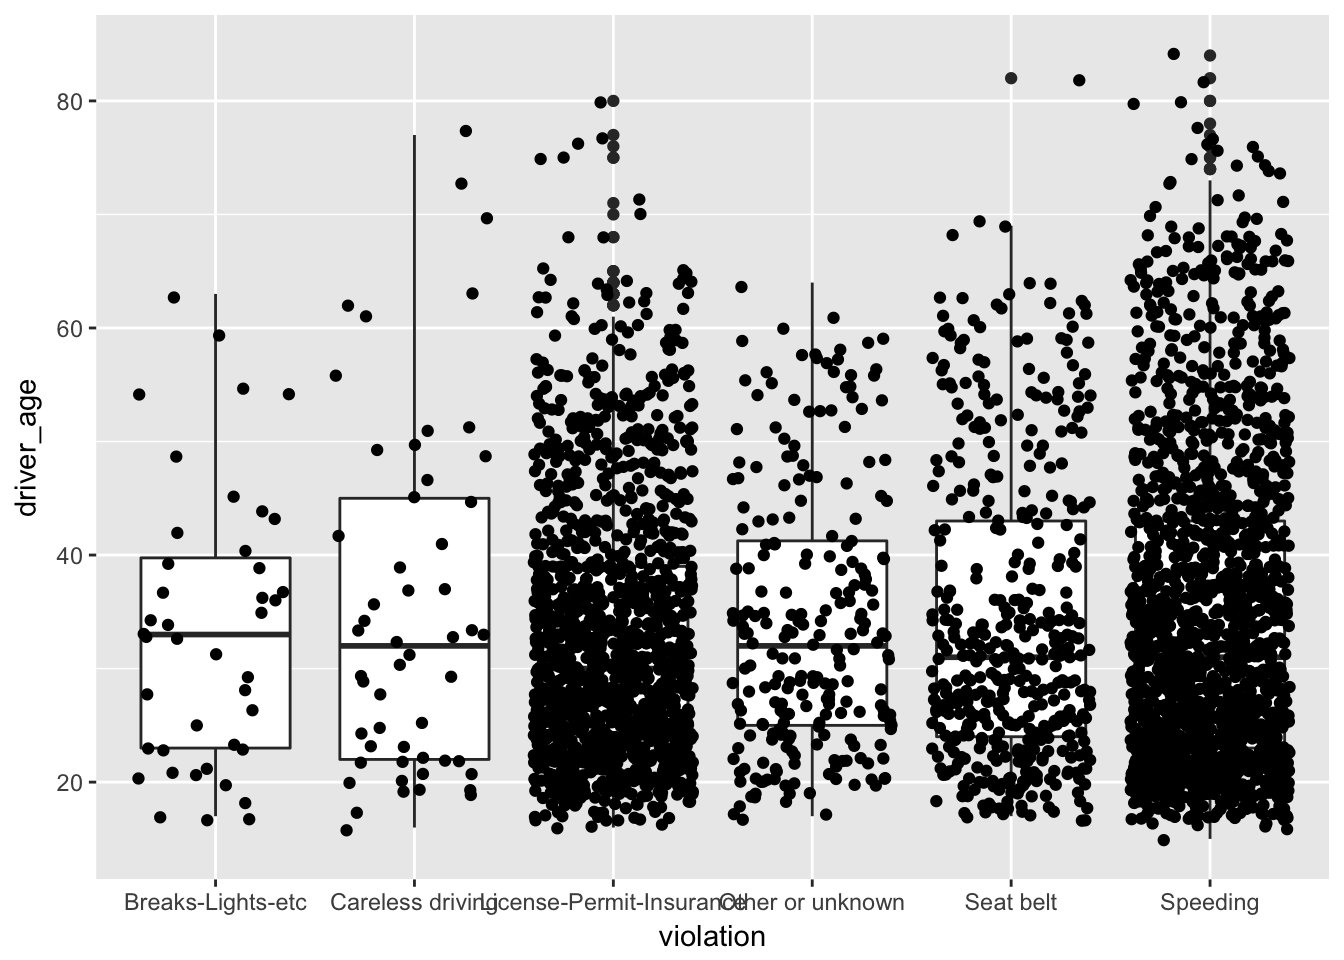 driver_age
80
60
40
20
Breaks-Lights-etc
Careless driving
License-Permit-Insurance
Other or unknown
Seat belt
Speeding
violation